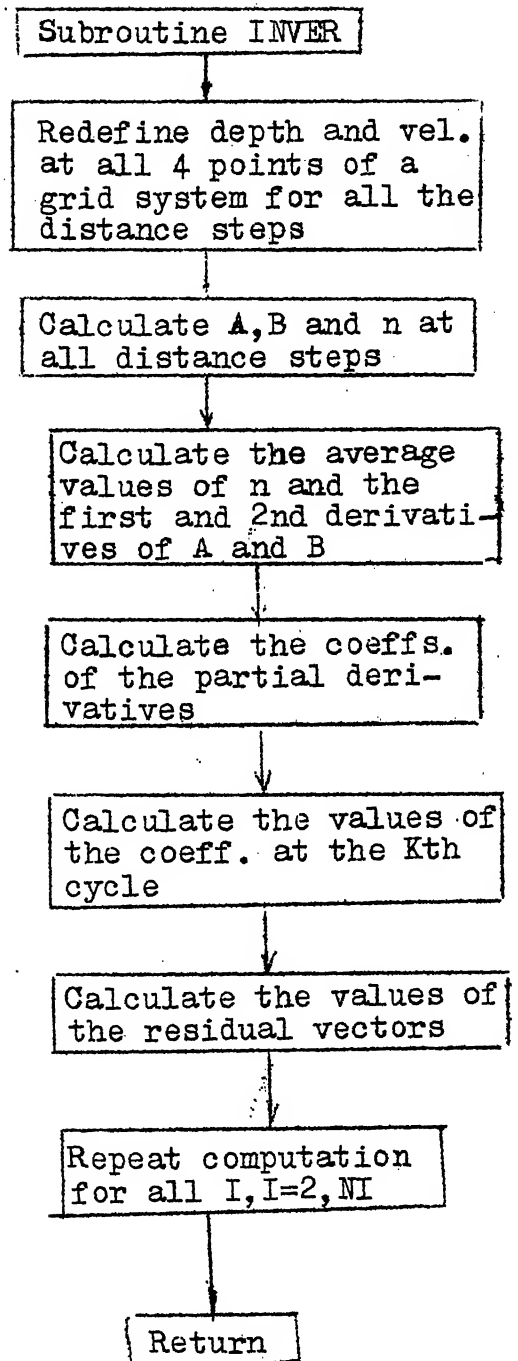 Subroutine INVER
Redefine depth and vel.
at all 4 points of a
grid system for all the
distance steps
Calculate A,B and n at
all distance steps
Calculate the average
values of n and the
first and 2nd derivati-
ves of A and B
Calculate the coeffs.
of the partial deri-
vatives
Calculate the values of
the coeff. at the Kth
cycle
Calculate the values of
the residual vectors
Repeat computation
for all I,I=2,NI
Return